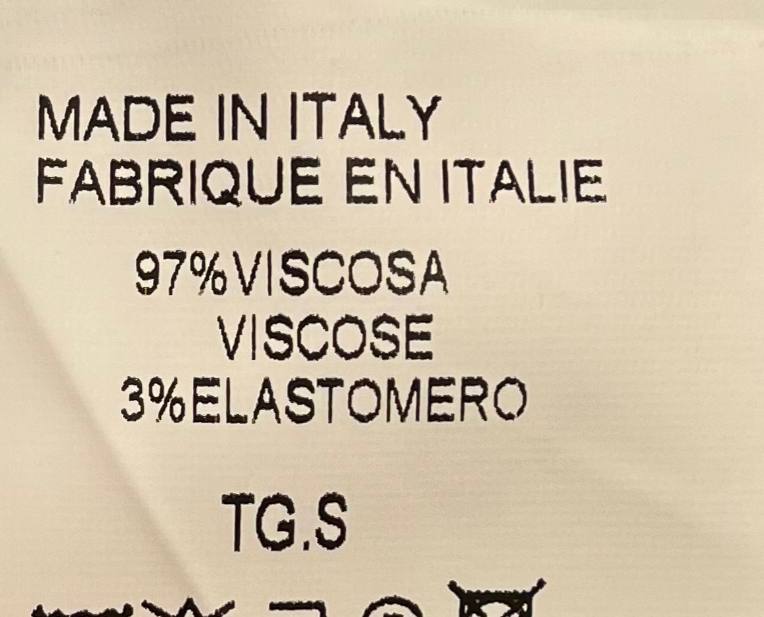 MADE IN ITALY
FABRIQUE EN ITALIE
97%VISCOSA
VISCOSE
3%ELASTOMERO
TG.S